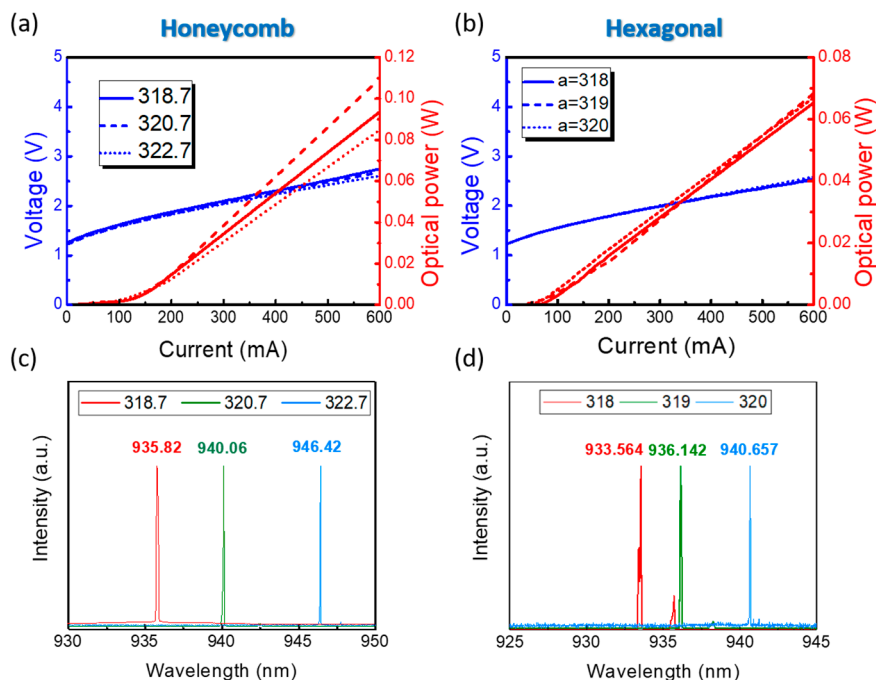 (a)
Honeycomb
318.7
320.7
322.7
5
4
3
2
1
0
Voltage (V)
0.12
0.10
0.08
0.06
0.04
0.02
0.00
Optical power (W)
0 100 200 300 400 500 600
Current (mA)
(b)
Hexagonal
a=318
a=319
a=320
5
4
3
2
1
0
Voltage (V)
0.08
0.06
0.04
0.02
0.00
Optical power (W)
0 100 200 300 400 500 600
Current (mA)
(c)
318.7 320.7 322.7
935.82 940.06 946.42
Intensity (a.u.)
930 935 940 945 950
Wavelength (nm)
(d)
318 319 320
933.564 936.142 940.657
Intensity (a.u.)
925 930 935 940 945
Wavelength (nm)